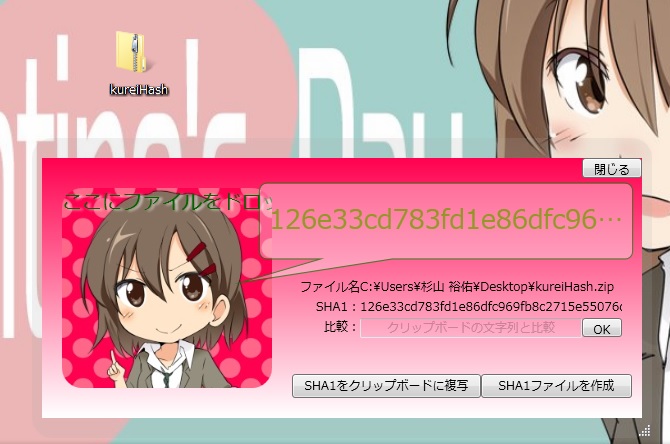 ntine's Day
kureiHash
閉じる
ここにファイルをドロッ
126e33cd783fd1e86dfc96…
ファイル名C:¥Users¥杉山 裕佑¥Desktop¥kureiHash.zip
SHA1：126e33cd783fd1e86dfc969fb8c2715e55076c
比較： クリップボードの文字列と比較 OK
SHA1をクリップボードに複写 SHA1ファイルを作成